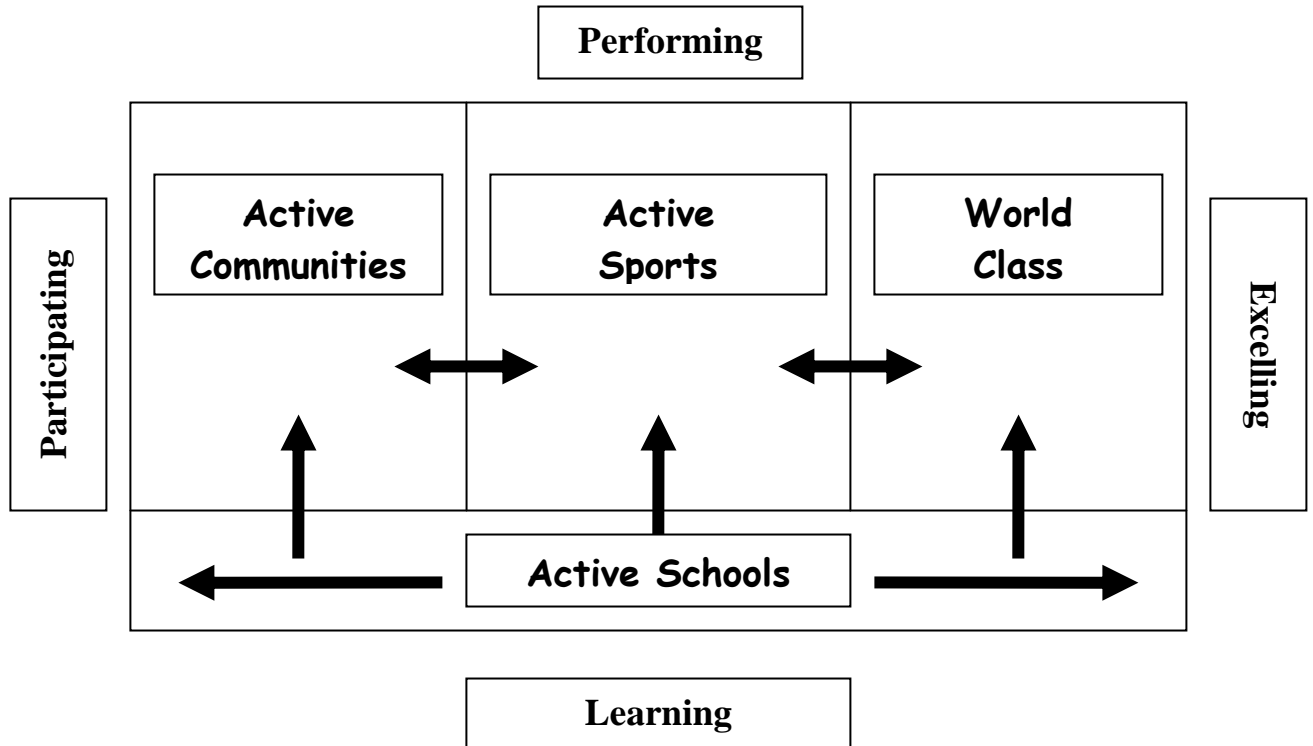 Performing
Participating
Active
Communities
Active
Sports
World
Class
Excelling
Active Schools
Learning